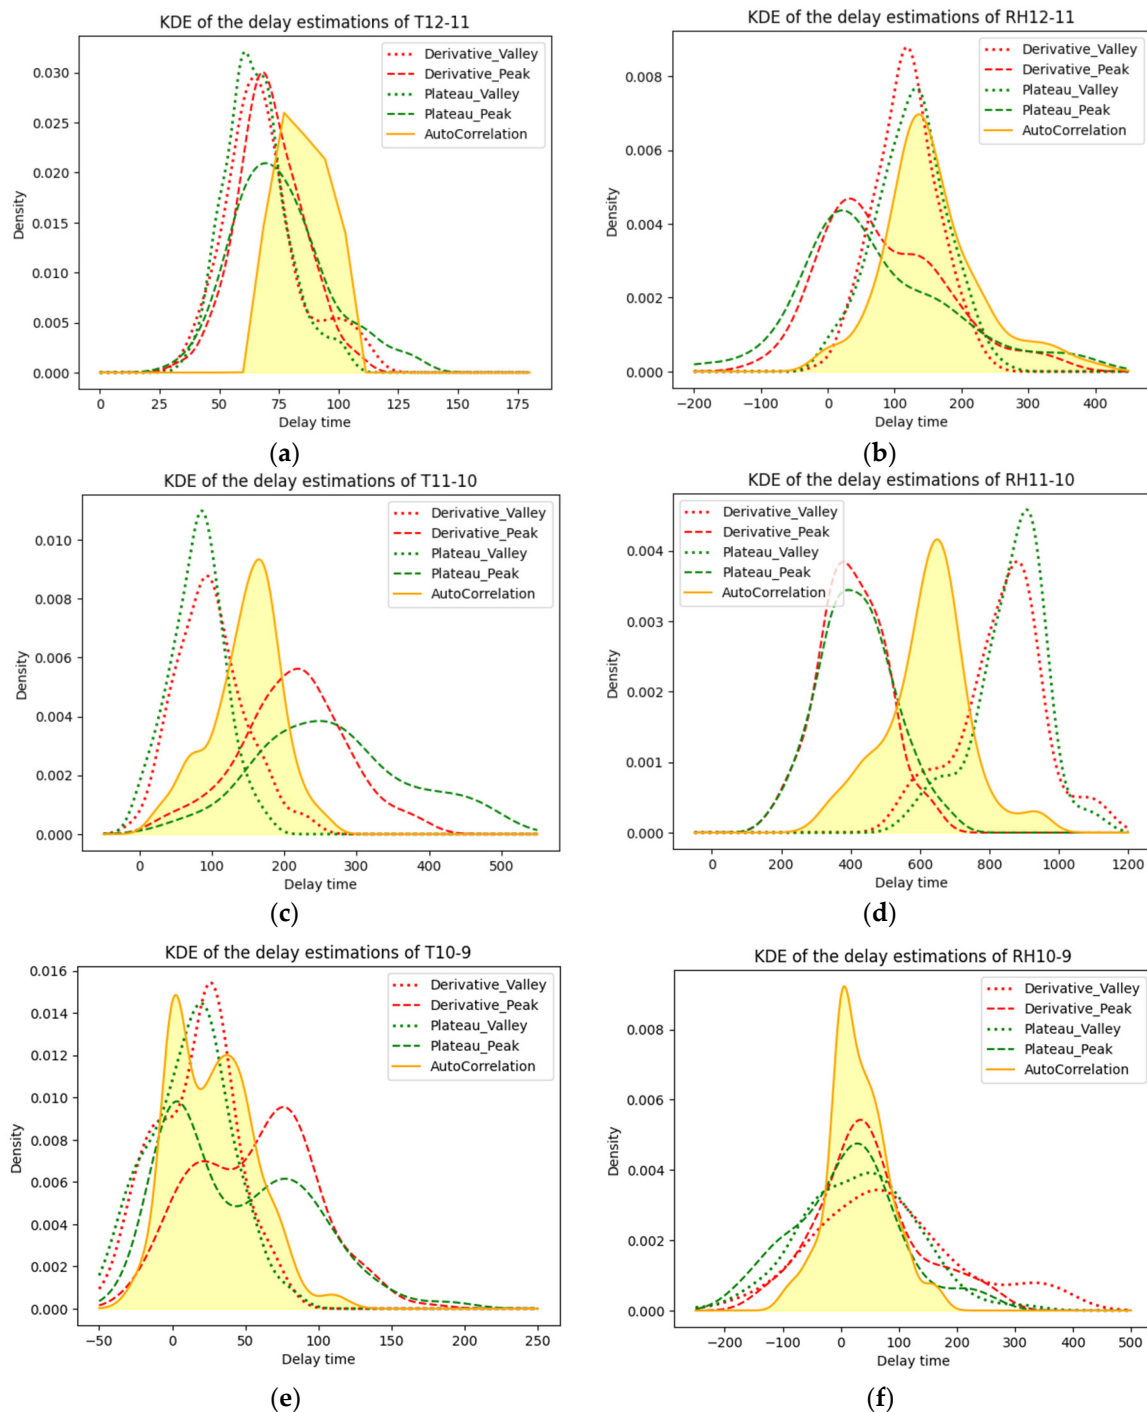 KDE of the delay estimations of T12-11
0.030
0.025
0.020
0.015
0.010
0.005
0.000
Density
Derivative_Valley
Derivative_Peak
Plateau_Valley
Plateau_Peak
AutoCorrelation
0 25 50 75 100 125 150 175
Delay time
(a)
KDE of the delay estimations of RH12-11
0.008
0.006
0.004
0.002
0.000
Density
Derivative_Valley
Derivative_Peak
Plateau_Valley
Plateau_Peak
AutoCorrelation
−200 −100 0 100 200 300 400
Delay time
(b)
KDE of the delay estimations of T11-10
0.010
0.008
0.006
0.004
0.002
0.000
Density
Derivative_Valley
Derivative_Peak
Plateau_Valley
Plateau_Peak
AutoCorrelation
0 100 200 300 400 500
Delay time
(c)
KDE of the delay estimations of RH11-10
0.004
0.003
0.002
0.001
0.000
Density
Derivative_Valley
Derivative_Peak
Plateau_Valley
Plateau_Peak
AutoCorrelation
0 200 400 600 800 1000 1200
Delay time
(d)
KDE of the delay estimations of T10-9
0.016
0.014
0.012
0.010
0.008
0.006
0.004
0.002
0.000
Density
Derivative_Valley
Derivative_Peak
Plateau_Valley
Plateau_Peak
AutoCorrelation
−50 0 50 100 150 200 250
Delay time
(e)
KDE of the delay estimations of RH10-9
0.008
0.006
0.004
0.002
0.000
Density
Derivative_Valley
Derivative_Peak
Plateau_Valley
Plateau_Peak
AutoCorrelation
−200 −100 0 100 200 300 400 500
Delay time
(f)